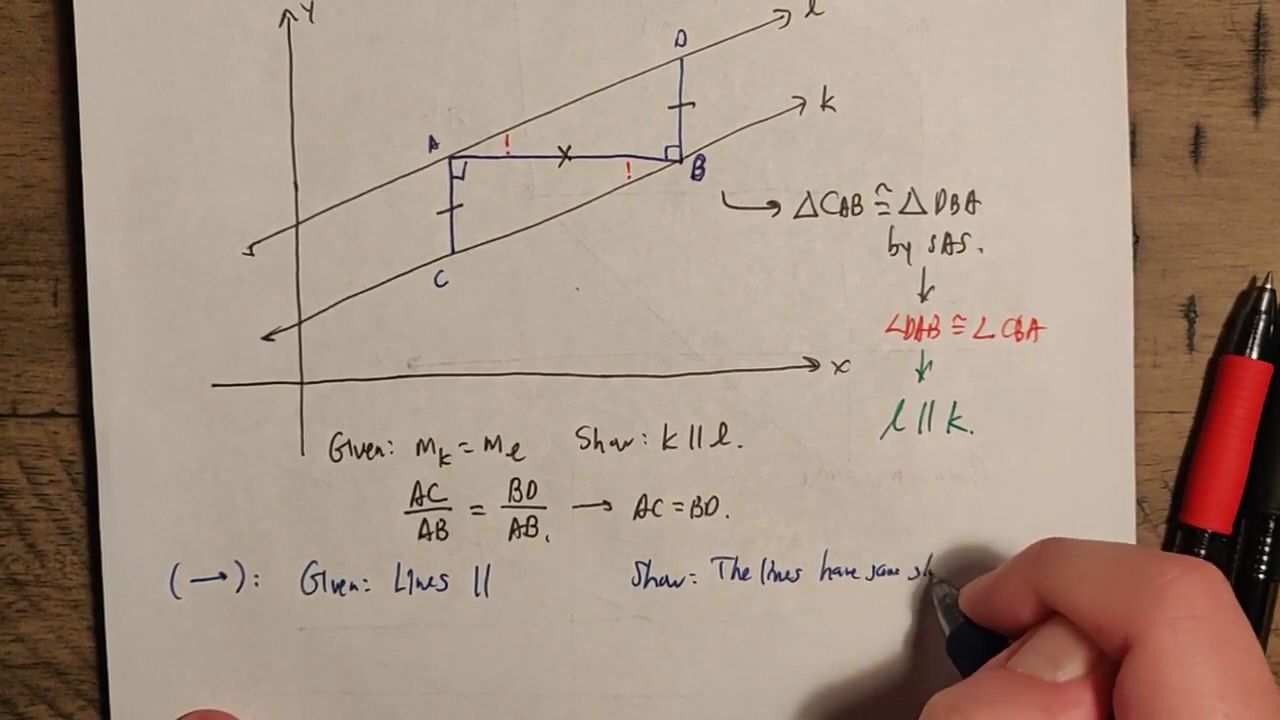 Y
l
D
k
A
!
x
!
B
C
△CAB ≅ △DBA
by SAS.
↓
∠DAB ≅ ∠CBA
↓
l || k.
x
Given: mₖ = mₗ Show: k || l.
AC/AB = BD/AB. → AC = BD.
(→): Given: Lines || Show: The lines have same